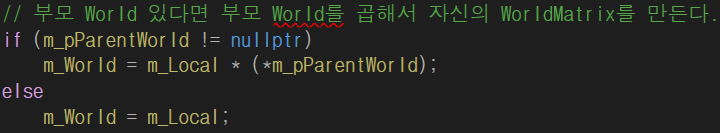 // 부모 World 있다면 부모 World를 곱해서 자신의 WorldMatrix를 만든다.
if (m_pParentWorld != nullptr)
    m_World = m_Local * (*m_pParentWorld);
else
    m_World = m_Local;